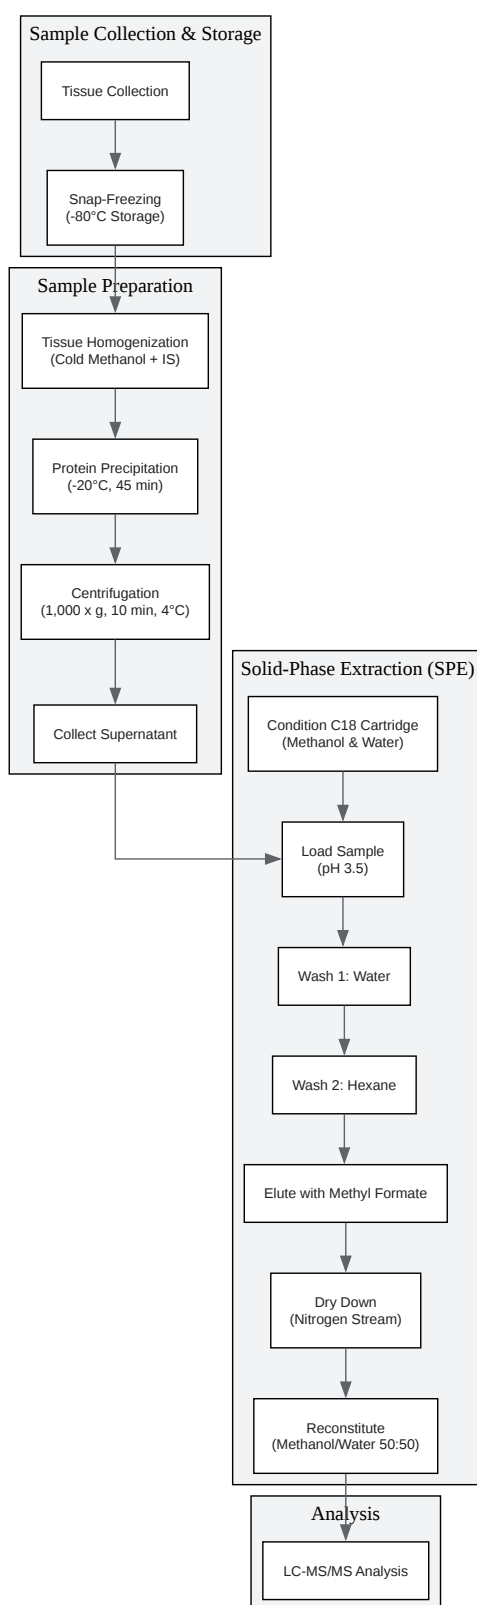 Sample Collection & Storage
Tissue Collection
Snap-Freezing
(-80°C Storage)
Sample Preparation
Tissue Homogenization
(Cold Methanol + IS)
Protein Precipitation
(-20°C, 45 min)
Centrifugation
(1,000 x g, 10 min, 4°C)
Collect Supernatant
Solid-Phase Extraction (SPE)
Condition C18 Cartridge
(Methanol & Water)
Load Sample
(pH 3.5)
Wash 1: Water
Wash 2: Hexane
Elute with Methyl Formate
Dry Down
(Nitrogen Stream)
Reconstitute
(Methanol/Water 50:50)
Analysis
LC-MS/MS Analysis